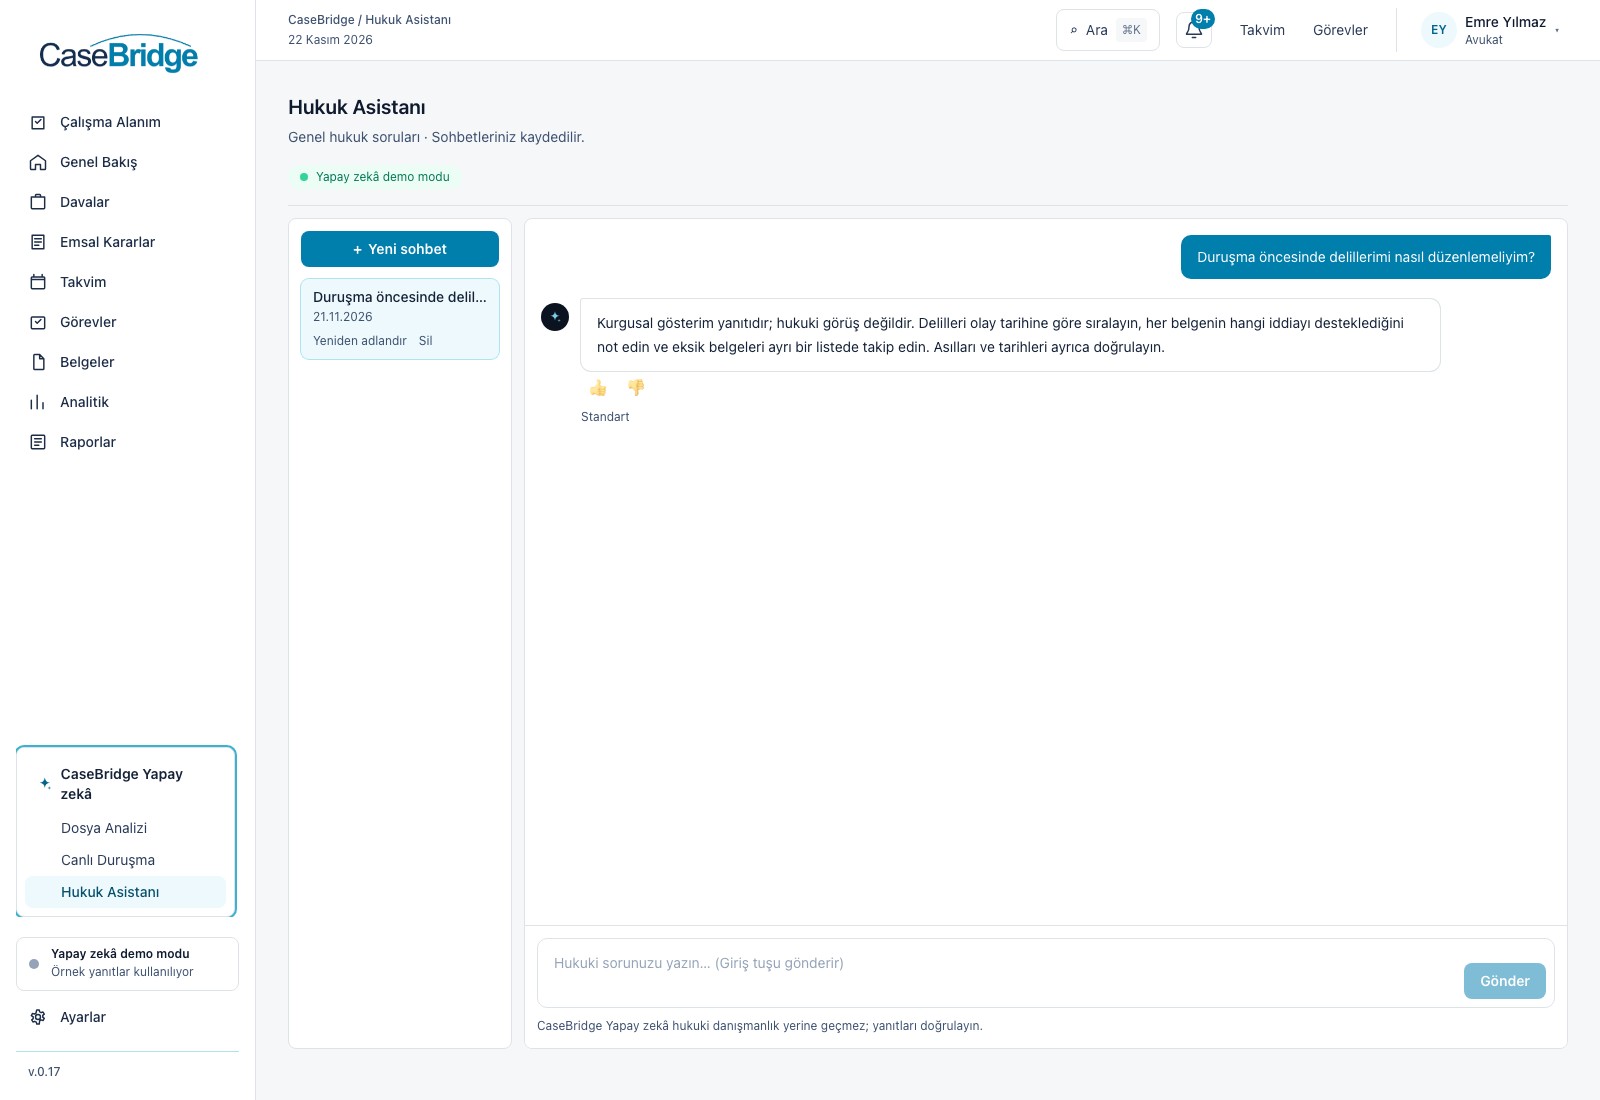 CaseBridge
Çalışma Alanım
Genel Bakış
Davalar
Emsal Kararlar
Takvim
Görevler
Belgeler
Analitik
Raporlar
CaseBridge Yapay
zekâ
Dosya Analizi
Canlı Duruşma
Hukuk Asistanı
Yapay zekâ demo modu
Örnek yanıtlar kullanılıyor
Ayarlar
v.0.17
CaseBridge / Hukuk Asistanı
22 Kasım 2026
Ara ⌘K
9+
Takvim
Görevler
EY
Emre Yılmaz
Avukat
Hukuk Asistanı
Genel hukuk soruları · Sohbetleriniz kaydedilir.
Yapay zekâ demo modu
+ Yeni sohbet
Duruşma öncesinde delil...
21.11.2026
Yeniden adlandır Sil
Duruşma öncesinde delillerimi nasıl düzenlemeliyim?
Kurgusal gösterim yanıtıdır; hukuki görüş değildir. Delilleri olay tarihine göre sıralayın, her belgenin hangi iddiayı desteklediğini
not edin ve eksik belgeleri ayrı bir listede takip edin. Asılları ve tarihleri ayrıca doğrulayın.
Standart
Hukuki sorunuzu yazın... (Giriş tuşu gönderir)
Gönder
CaseBridge Yapay zekâ hukuki danışmanlık yerine geçmez; yanıtları doğrulayın.